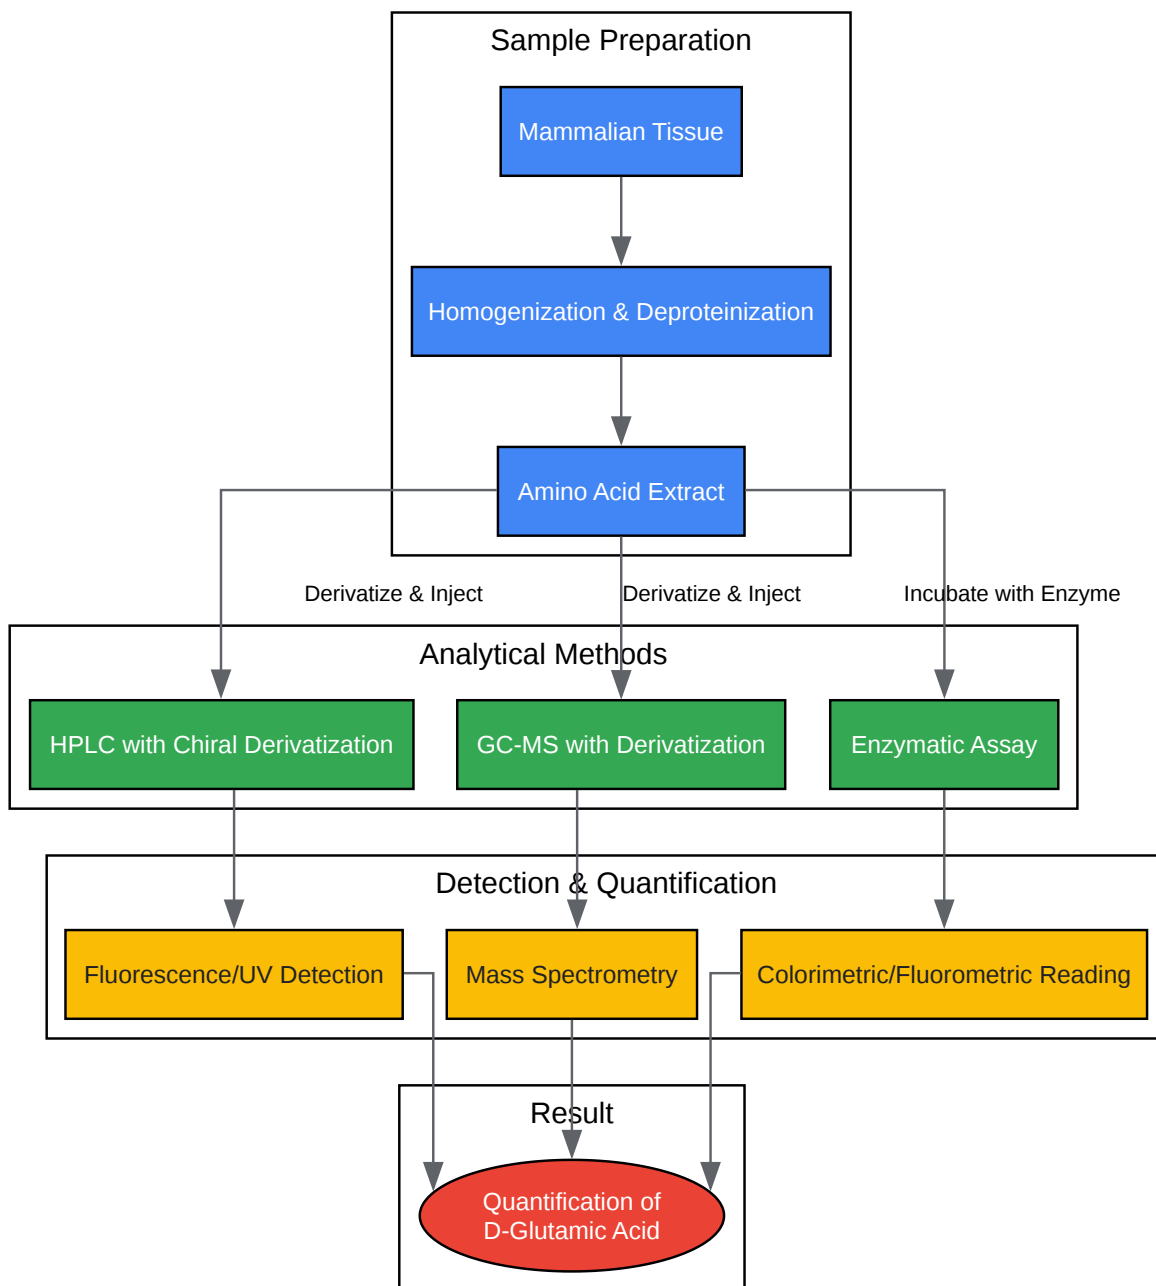 Sample Preparation
Mammalian Tissue
Homogenization & Deproteinization
Amino Acid Extract
Derivatize & Inject
Derivatize & Inject
Incubate with Enzyme
Analytical Methods
HPLC with Chiral Derivatization
GC-MS with Derivatization
Enzymatic Assay
Detection & Quantification
Fluorescence/UV Detection
Mass Spectrometry
Colorimetric/Fluorometric Reading
Result
Quantification of
D-Glutamic Acid